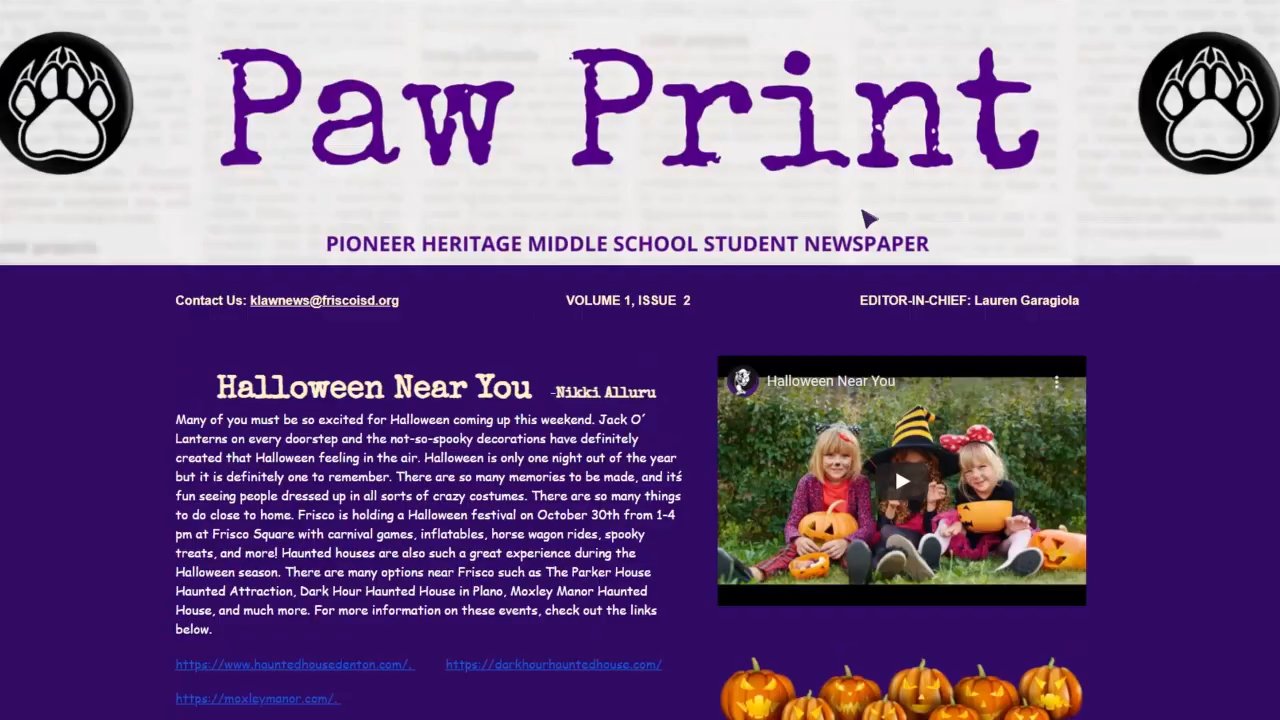 Paw Print
PIONEER HERITAGE MIDDLE SCHOOL STUDENT NEWSPAPER
Contact Us: klawnews@friscoisd.org
VOLUME 1, ISSUE 2
EDITOR-IN-CHIEF: Lauren Garagiola
Halloween Near You -Nikki Alluru
Many of you must be so excited for Halloween coming up this weekend. Jack O´
Lanterns on every doorstep and the not-so-spooky decorations have definitely
created that Halloween feeling in the air. Halloween is only one night out of the year
but it is definitely one to remember. There are so many memories to be made, and itś
fun seeing people dressed up in all sorts of crazy costumes. There are so many things
to do close to home. Frisco is holding a Halloween festival on October 30th from 1-4
pm at Frisco Square with carnival games, inflatables, horse wagon rides, spooky
treats, and more! Haunted houses are also such a great experience during the
Halloween season. There are many options near Frisco such as The Parker House
Haunted Attraction, Dark Hour Haunted House in Plano, Moxley Manor Haunted
House, and much more. For more information on these events, check out the links
below.
https://www.hauntedhousedenton.com/. https://darkhourhauntedhouse.com/
https://moxleymanor.com/.
Halloween Near You